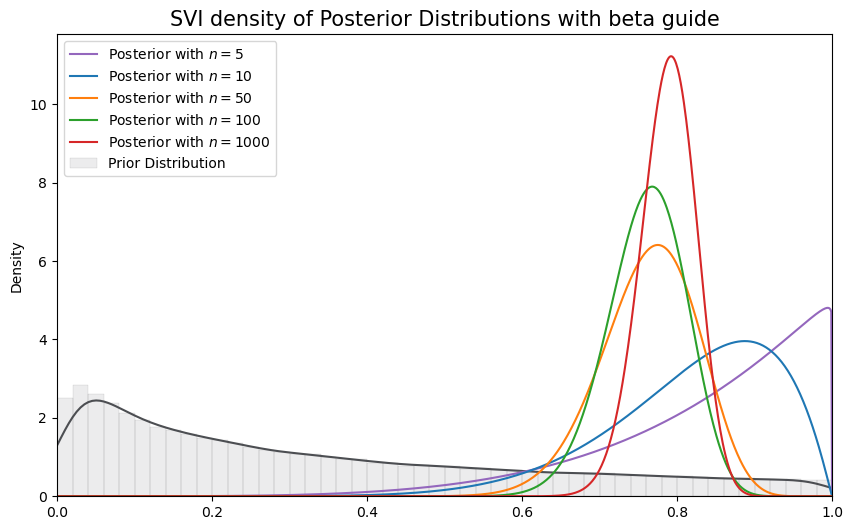 SVI density of Posterior Distributions with beta guide
Posterior with n = 5
Posterior with n = 10
Posterior with n = 50
Posterior with n = 100
Posterior with n = 1000
Prior Distribution
Density
10
8
6
4
2
0
0.0 0.2 0.4 0.6 0.8 1.0